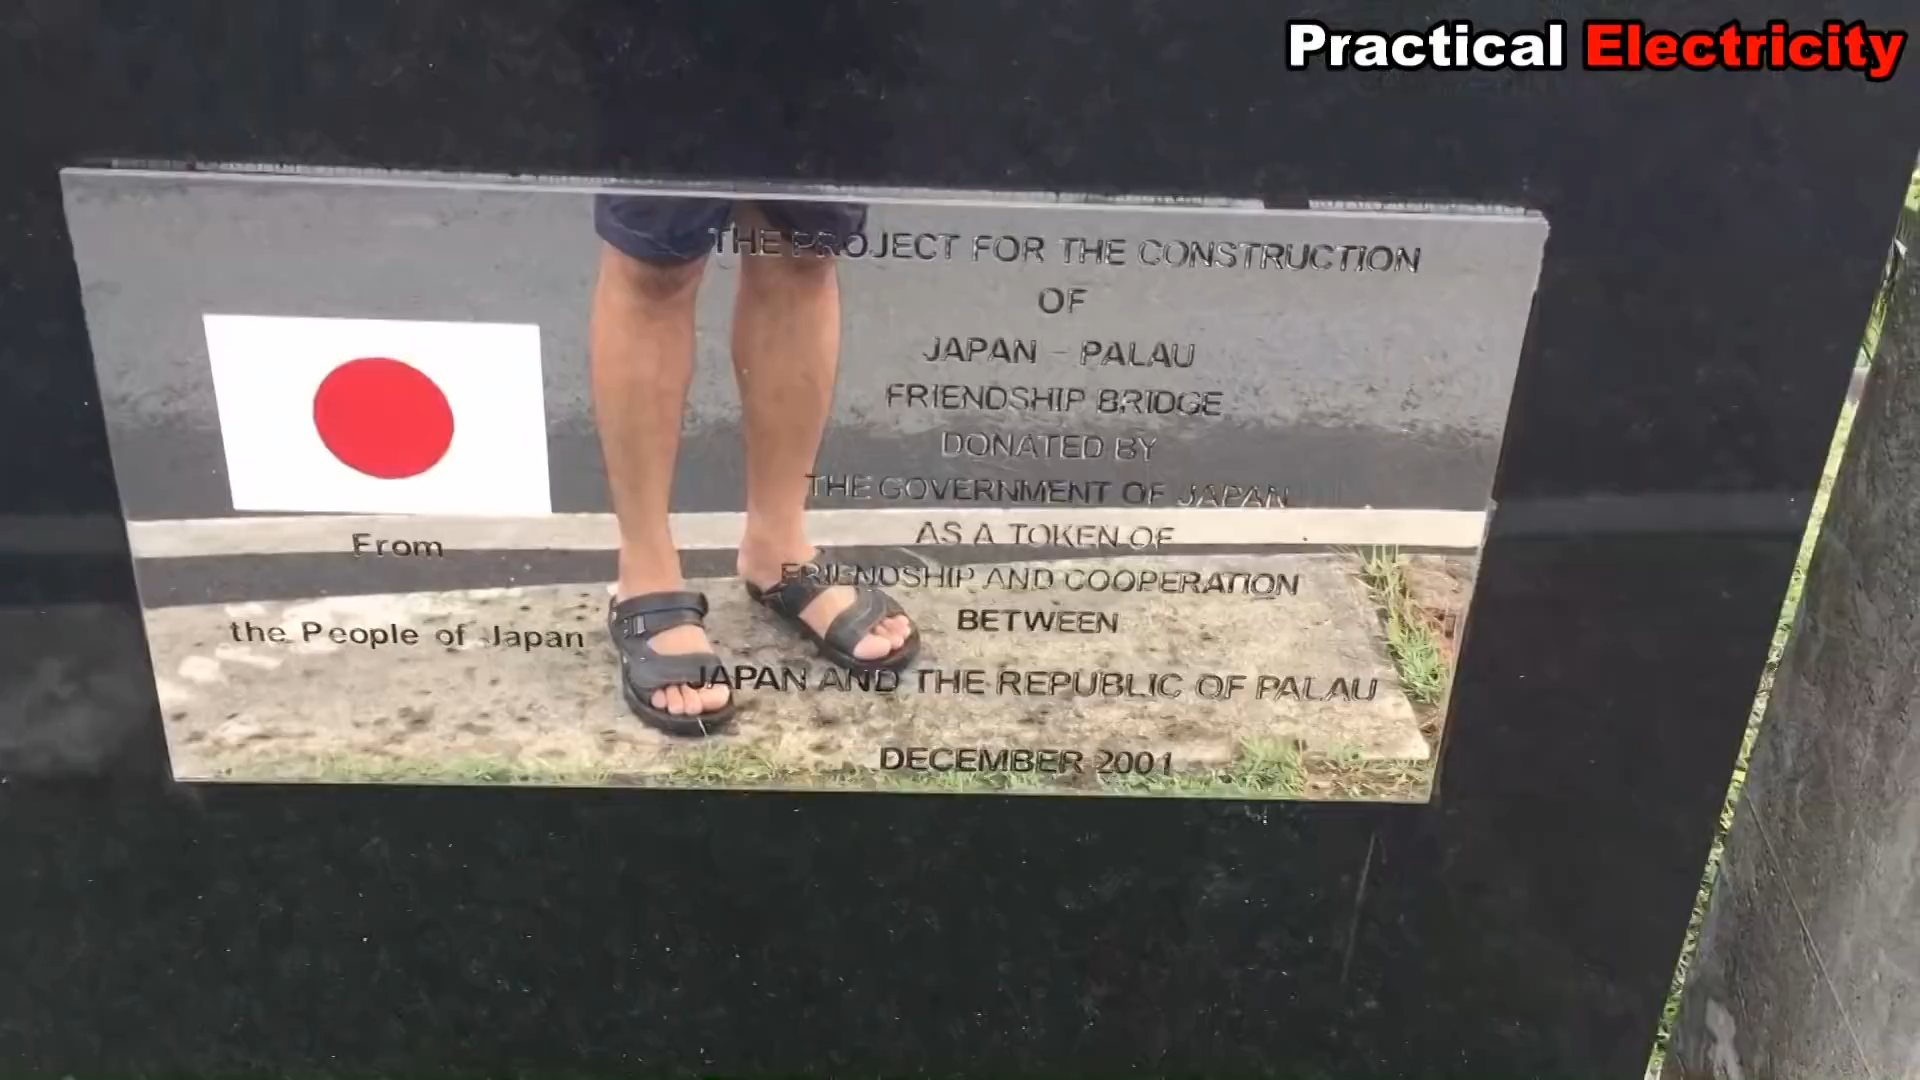 Practical Electricity
THE PROJECT FOR THE CONSTRUCTION
OF
JAPAN - PALAU
FRIENDSHIP BRIDGE
DONATED BY
THE GOVERNMENT OF JAPAN
AS A TOKEN OF
FRIENDSHIP AND COOPERATION
BETWEEN
JAPAN AND THE REPUBLIC OF PALAU
DECEMBER 2001
From
the People of Japan